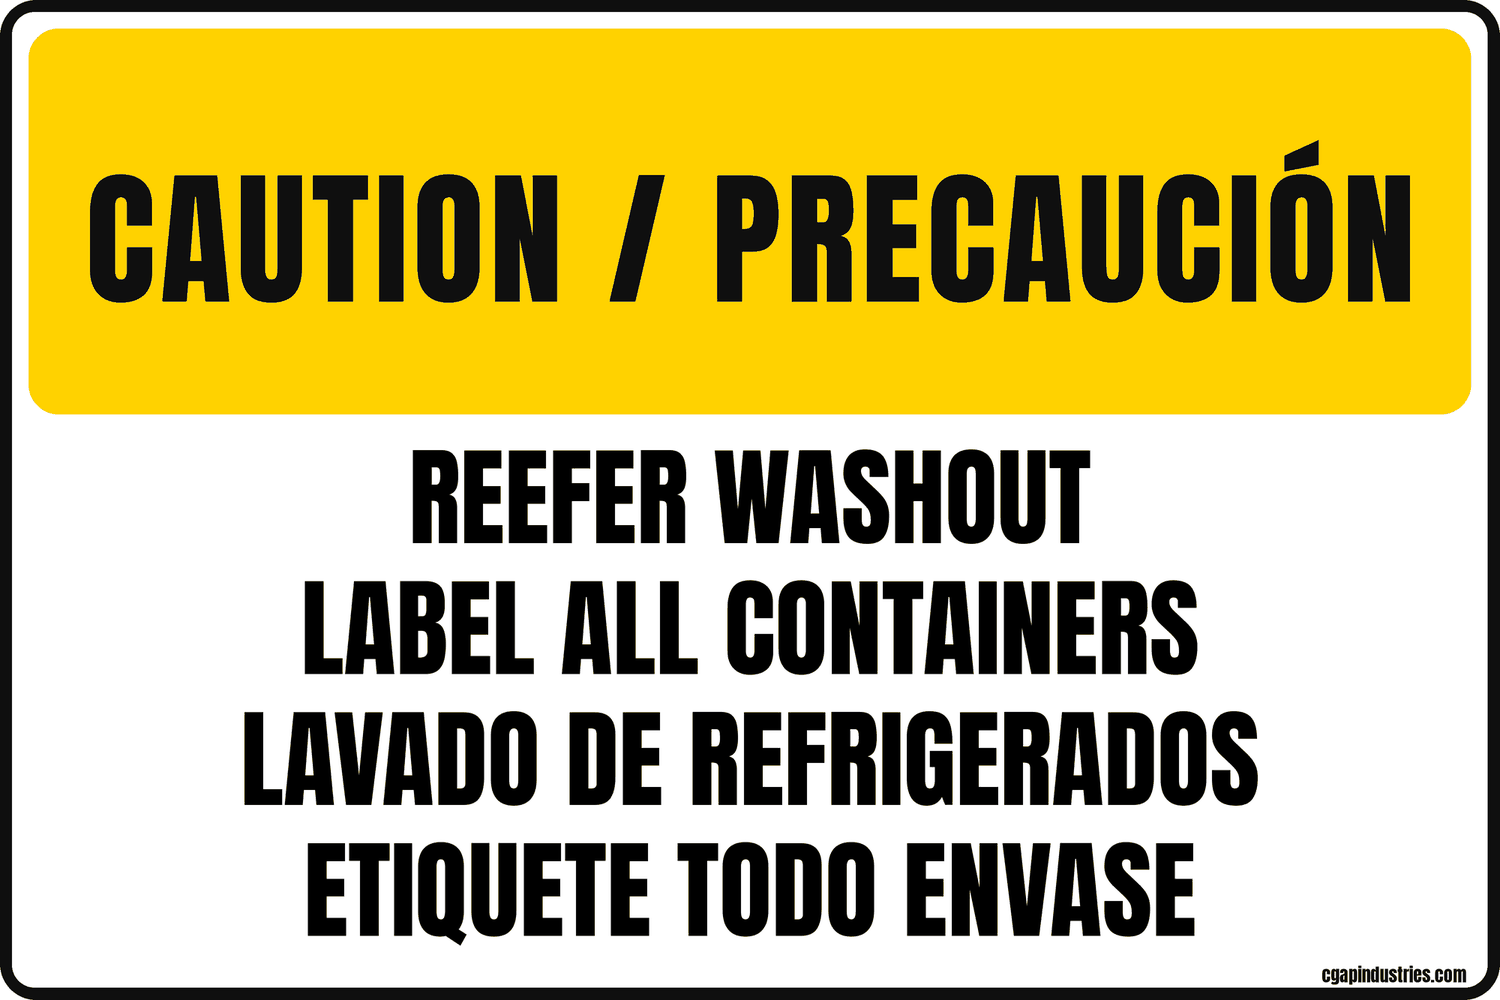 CAUTION / PRECAUCIÓN
REEFER WASHOUT
LABEL ALL CONTAINERS
LAVADO DE REFRIGERADOS
ETIQUETE TODO ENVASE
cgapindustries.com